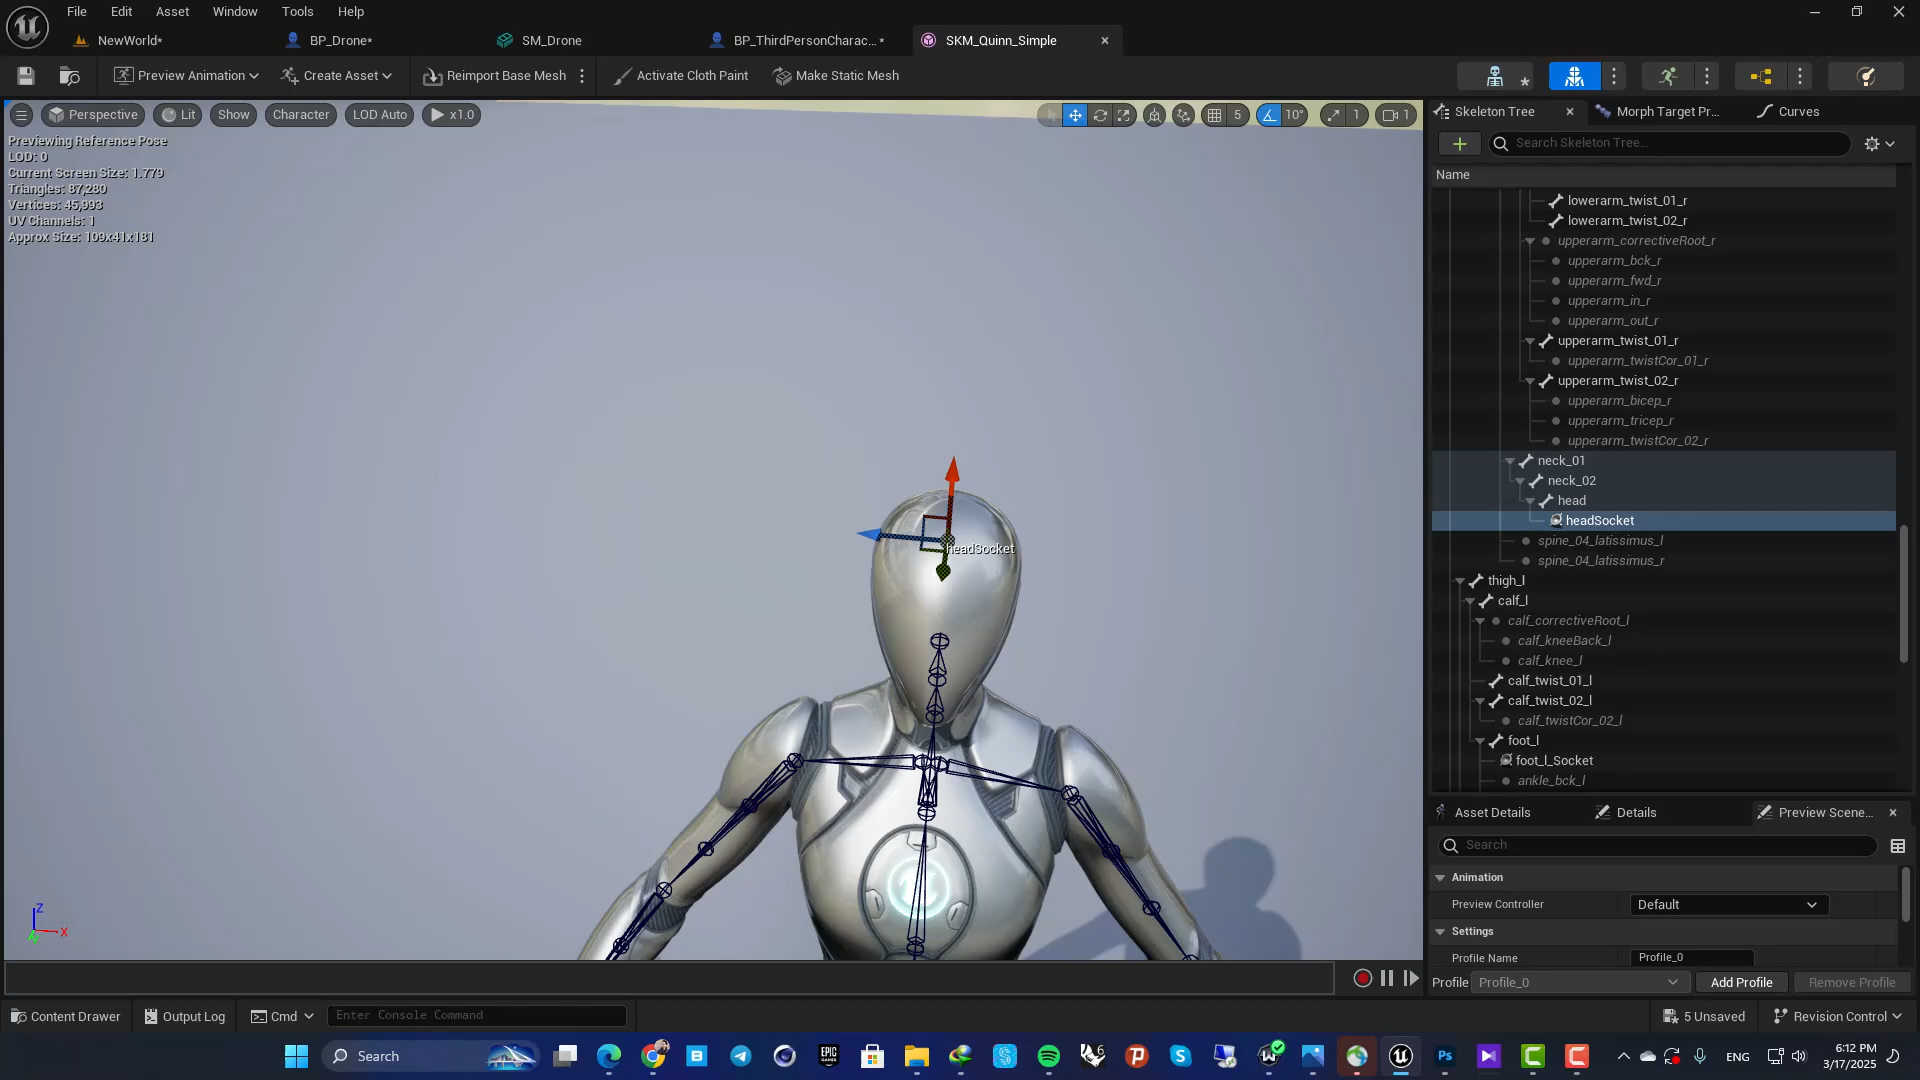 File Edit Asset Window Tools Help
NewWorld* BP_Drone* SM_Drone BP_ThirdPersonCharac...* SKM_Quinn_Simple
Preview Animation Create Asset Reimport Base Mesh Activate Cloth Paint Make Static Mesh
Perspective Lit Show Character LOD Auto x1.0 5 10° 1 1
Previewing Reference Pose
LOD: 0
Current Screen Size: 1.779
Triangles: 87,280
Vertices: 45,993
UV Channels: 1
Approx Size: 109x41x181
headSocket
Z
X
Y
Skeleton Tree Morph Target Pr... Curves
Search Skeleton Tree...
Name
lowerarm_twist_01_r
lowerarm_twist_02_r
upperarm_correctiveRoot_r
upperarm_bck_r
upperarm_fwd_r
upperarm_in_r
upperarm_out_r
upperarm_twist_01_r
upperarm_twistCor_01_r
upperarm_twist_02_r
upperarm_bicep_r
upperarm_tricep_r
upperarm_twistCor_02_r
neck_01
neck_02
head
headSocket
spine_04_latissimus_l
spine_04_latissimus_r
thigh_l
calf_l
calf_correctiveRoot_l
calf_kneeBack_l
calf_knee_l
calf_twist_01_l
calf_twist_02_l
calf_twistCor_02_l
foot_l
foot_l_Socket
ankle_bck_l
Asset Details Details Preview Scene...
Search
Animation
Preview Controller Default
Settings
Profile Name Profile_0
Profile Profile_0 Add Profile Remove Profile
Content Drawer Output Log Cmd Enter Console Command 5 Unsaved Revision Control
Search ENG 6:12 PM
3/17/2025